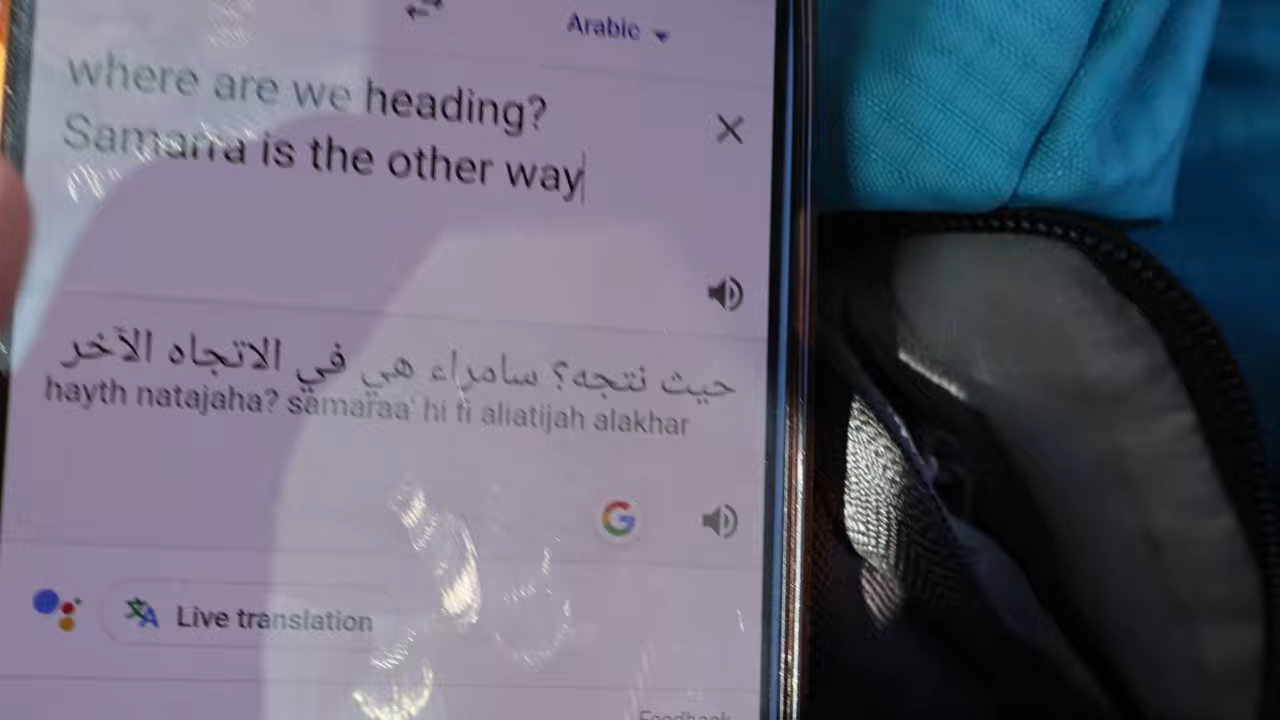 Arabic
where are we heading?
Samarra is the other way
حيث نتجه؟ سامراء هي في الاتجاه الآخر
hayth natajaha? samaraa' hi fi aliatijah alakhar
G
Live translation
Feedback